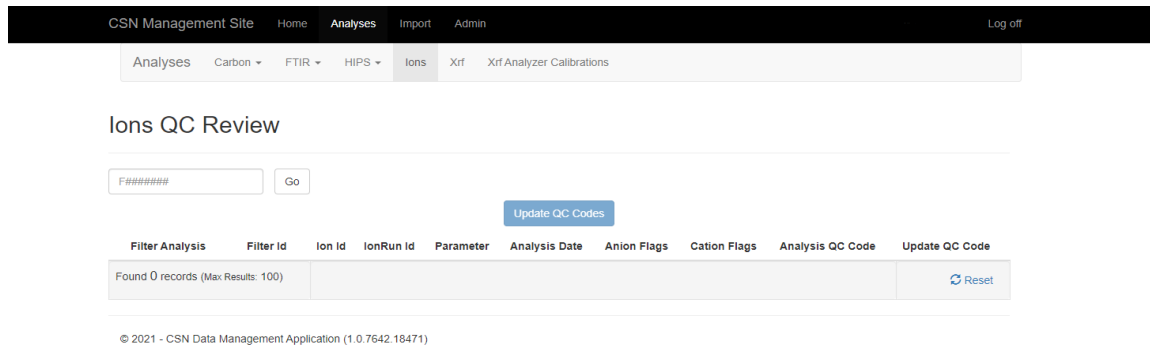 CSN Management Site Home Analyses Import Admin Log off
Analyses Carbon FTIR HIPS Ions Xrf Xrf Analyzer Calibrations
Ions QC Review
F####### Go
Update QC Codes
Filter Analysis Filter Id Ion Id IonRun Id Parameter Analysis Date Anion Flags Cation Flags Analysis QC Code Update QC Code
Found 0 records (Max Results: 100) Reset
© 2021 - CSN Data Management Application (1.0.7642.18471)